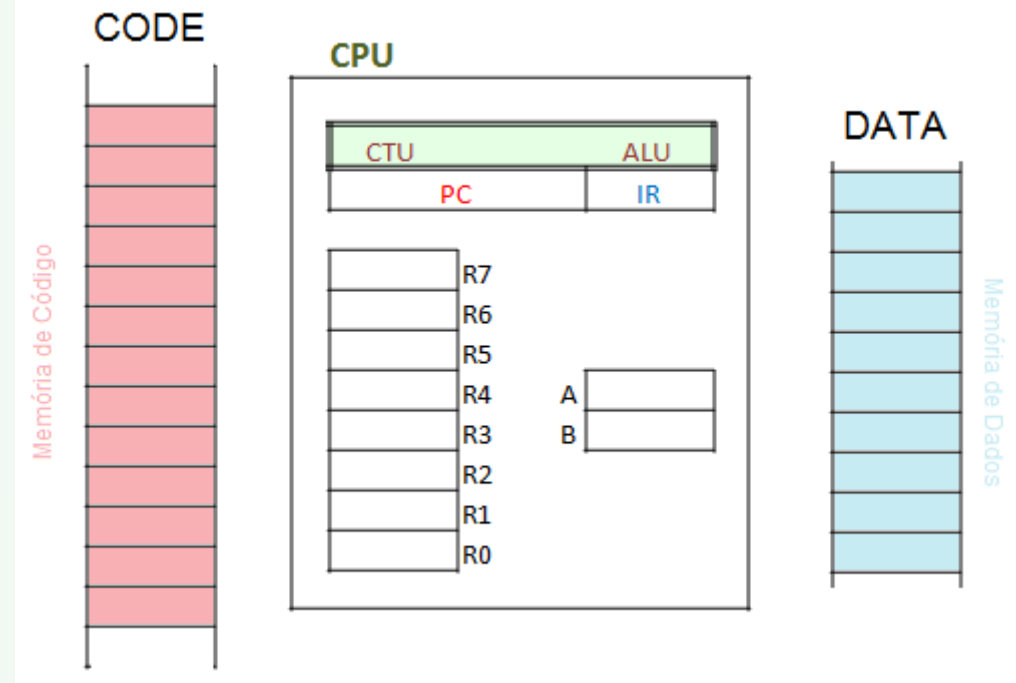 CODE
Memória de Código
CPU
CTU ALU
PC IR
R7
R6
R5
R4
R3
R2
R1
R0
A
B
DATA
Memória de Dados